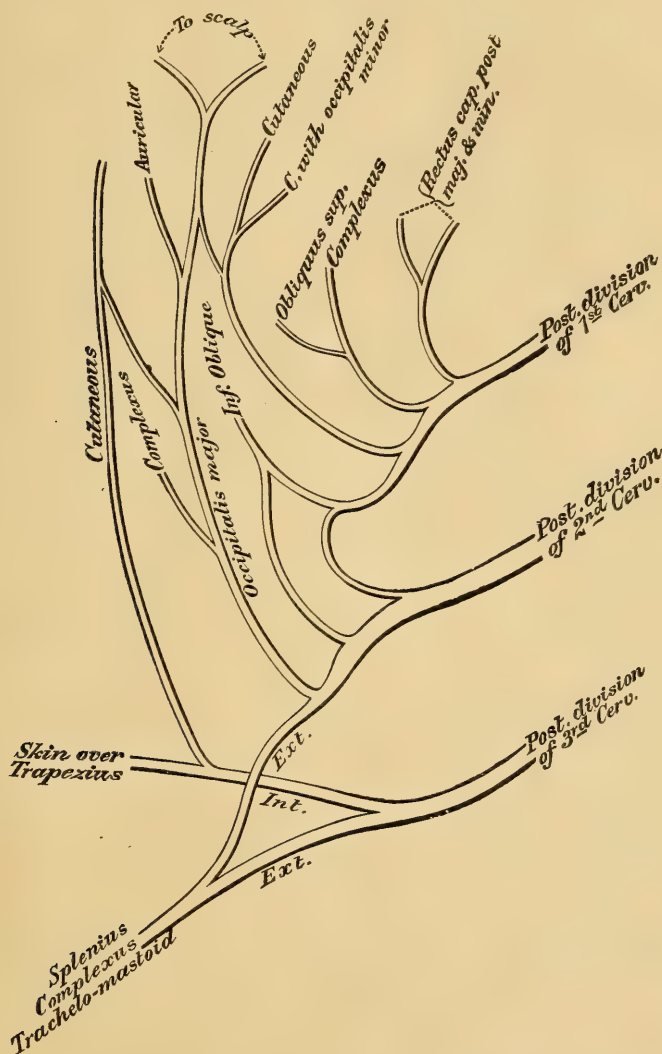 To scalp
Auricular
Cutaneous
C. with occipitalis
minor.
Rectus cap. post
maj. & min.
Obliquus sup.
Complexus
Post. division
of 1st Cerv.
Cutaneous
Complexus
Inf. Oblique
Occipitalis major
Post. division
of 2nd Cerv.
Post. division
of 3rd Cerv.
Ext.
Skin over
Trapezius
Int.
Ext.
Splenius
Complexus
Trachelo-mastoid